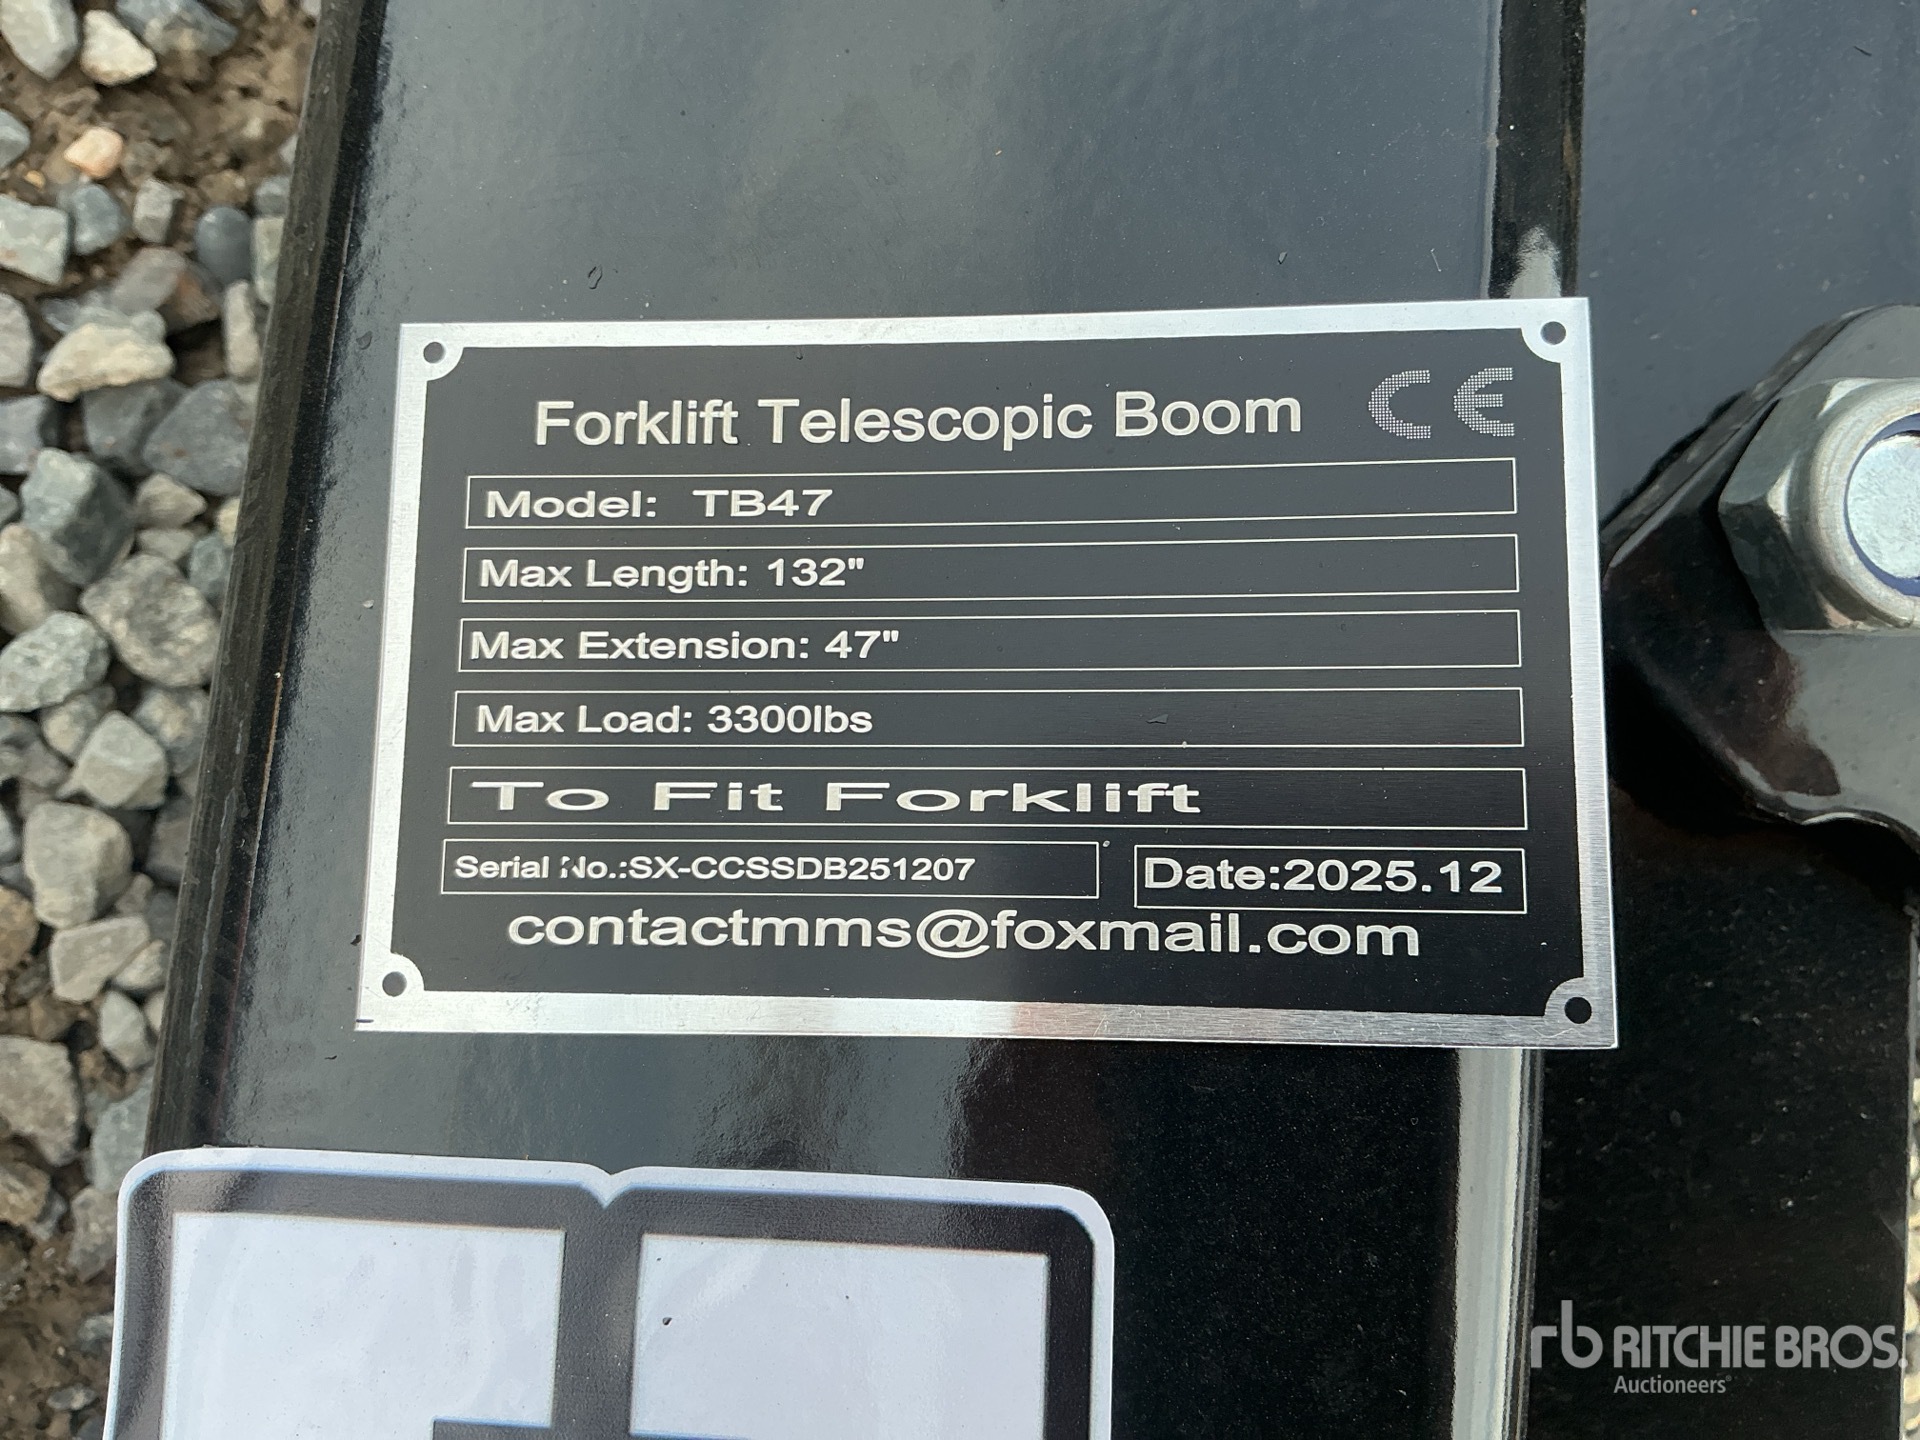 Forklift Telescopic Boom CE
Model: TB47
Max Length: 132"
Max Extension: 47"
Max Load: 3300lbs
To Fit Forklift
Serial No.:SX-CCSSDB251207
Date:2025.12
contactmms@foxmail.com
rb RITCHIE BROS.
Auctioneers